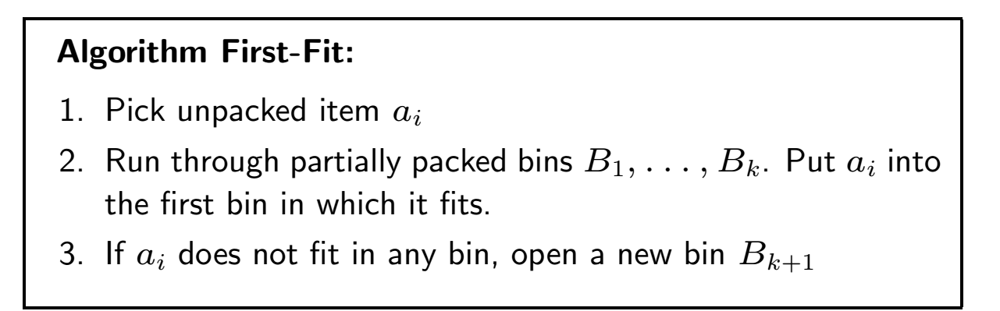 Algorithm First-Fit:
1. Pick unpacked item $a_i$
2. Run through partially packed bins $B_1, \ldots, B_k$. Put $a_i$ into
the first bin in which it fits.
3. If $a_i$ does not fit in any bin, open a new bin $B_{k+1}$